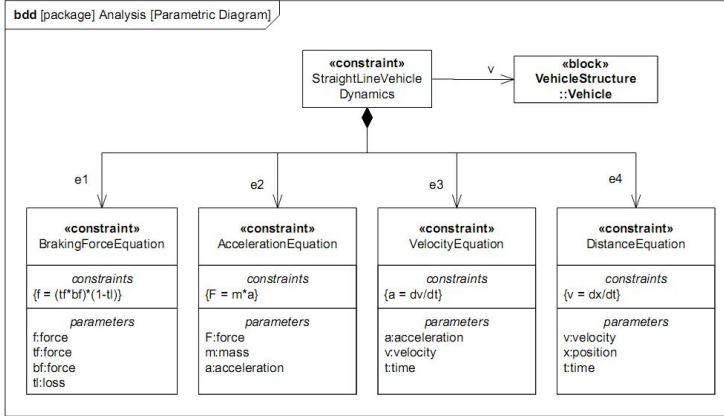 bdd [package] Analysis [Parametric Diagram]
«constraint»
StraightLineVehicle
Dynamics
v
«block»
VehicleStructure
::Vehicle
e1
e2
e3
e4
«constraint»
BrakingForceEquation
constraints
{f = (tf*bf)*(1-tl)}
parameters
f:force
tf:force
bf:force
tl:loss
«constraint»
AccelerationEquation
constraints
{F = m*a}
parameters
F:force
m:mass
a:acceleration
«constraint»
VelocityEquation
constraints
{a = dv/dt}
parameters
a:acceleration
v:velocity
t:time
«constraint»
DistanceEquation
constraints
{v = dx/dt}
parameters
v:velocity
x:position
t:time